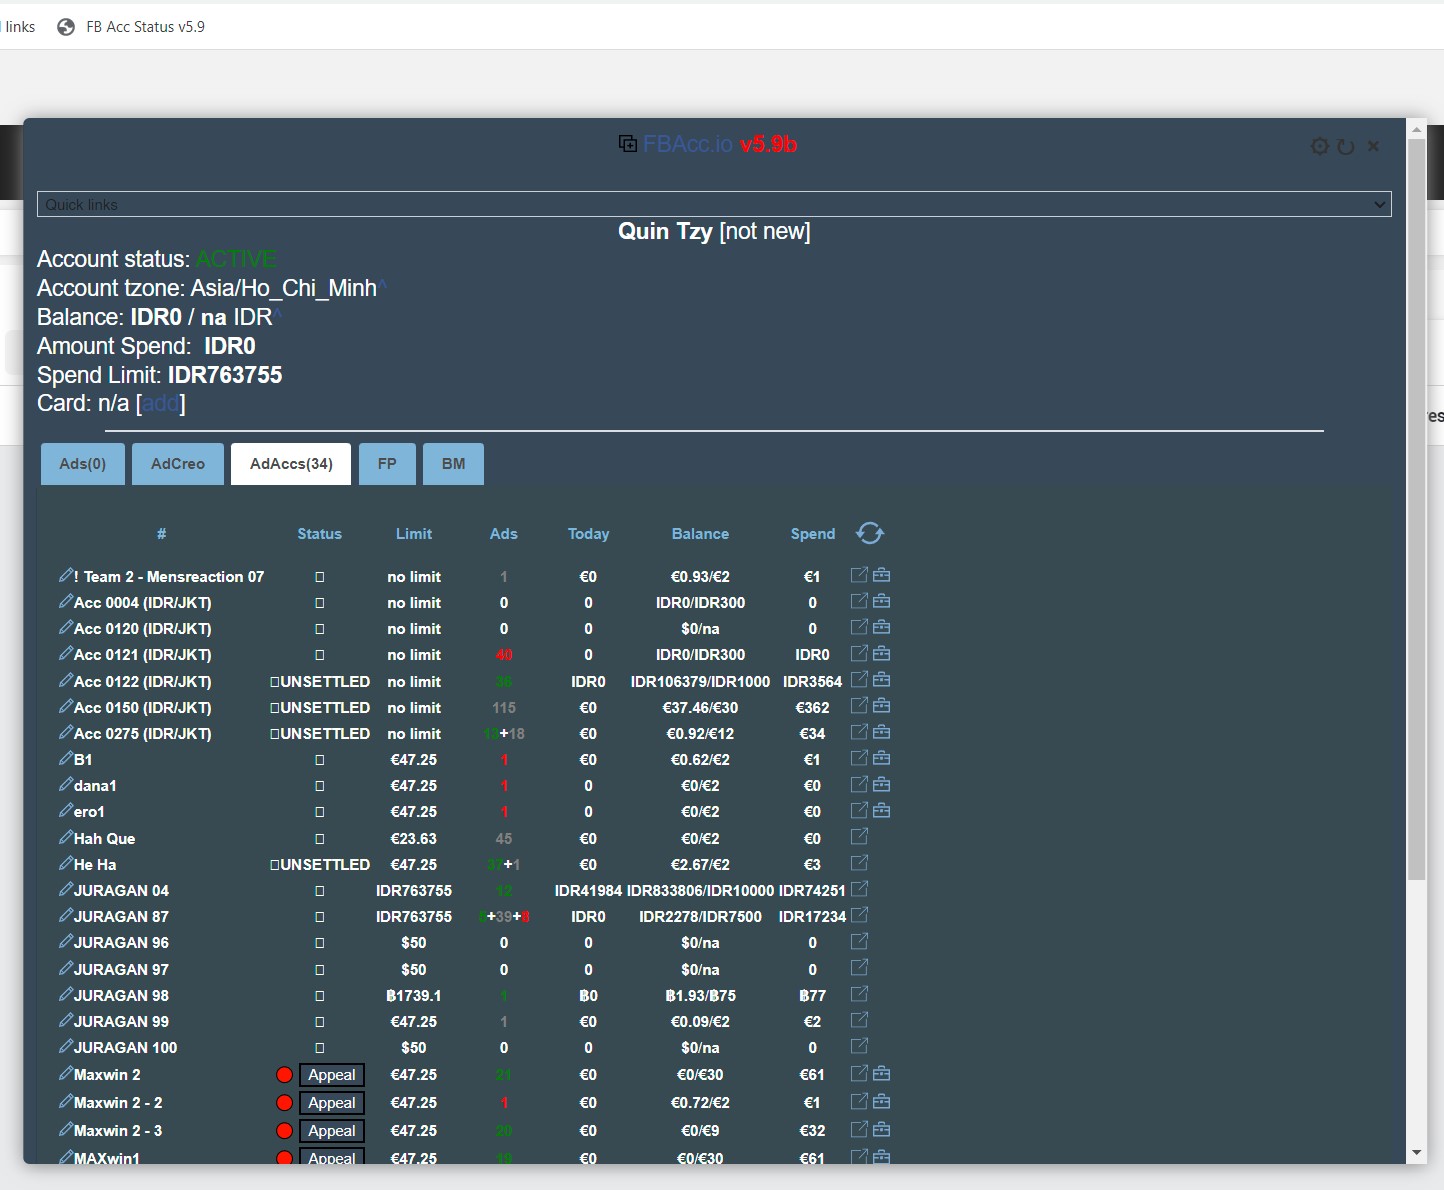 links FB Acc Status v5.9
FBAcc.io v5.9b
Quick links
Quin Tzy [not new]
Account status: ACTIVE
Account tzone: Asia/Ho_Chi_Minh^
Balance: IDR0 / na IDR^
Amount Spend: IDR0
Spend Limit: IDR763755
Card: n/a [add]
res
Ads(0) AdCreo AdAccs(34) FP BM
# Status Limit Ads Today Balance Spend
! Team 2 - Mensreaction 07 no limit 1 €0 €0.93/€2 €1
Acc 0004 (IDR/JKT) no limit 0 0 IDR0/IDR300 0
Acc 0120 (IDR/JKT) no limit 0 0 $0/na 0
Acc 0121 (IDR/JKT) no limit 40 0 IDR0/IDR300 IDR0
Acc 0122 (IDR/JKT) UNSETTLED no limit 36 IDR0 IDR106379/IDR1000 IDR3564
Acc 0150 (IDR/JKT) UNSETTLED no limit 115 €0 €37.46/€30 €362
Acc 0275 (IDR/JKT) UNSETTLED no limit +18 €0 €0.92/€12 €34
B1 €47.25 1 €0 €0.62/€2 €1
dana1 €47.25 1 0 €0/€2 €0
ero1 €47.25 1 0 €0/€2 €0
Hah Que €23.63 45 €0 €0/€2 €0
He Ha UNSETTLED €47.25 37+1 €0 €2.67/€2 €3
JURAGAN 04 IDR763755 12 IDR41984 IDR833806/IDR10000 IDR74251
JURAGAN 87 IDR763755 +39+8 IDR0 IDR2278/IDR7500 IDR17234
JURAGAN 96 $50 0 0 $0/na 0
JURAGAN 97 $50 0 0 $0/na 0
JURAGAN 98 ฿1739.1 1 ฿0 ฿1.93/฿75 ฿77
JURAGAN 99 €47.25 1 €0 €0.09/€2 €2
JURAGAN 100 $50 0 0 $0/na 0
Maxwin 2 Appeal €47.25 21 €0 €0/€30 €61
Maxwin 2 - 2 Appeal €47.25 1 €0 €0.72/€2 €1
Maxwin 2 - 3 Appeal €47.25 20 €0 €0/€9 €32
MAXwin1 Appeal €47.25 19 €0 €0/€30 €61